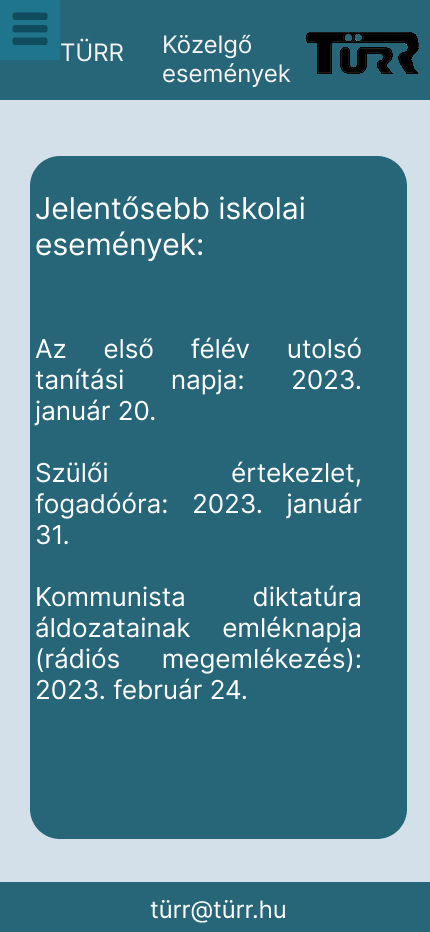 TÜRR
Közelgő
események
TÜRR
Jelentősebb iskolai
események:
Az első félév utolsó
tanítási napja: 2023.
január 20.
Szülői értekezlet,
fogadóóra: 2023. január
31.
Kommunista diktatúra
áldozatainak emléknapja
(rádiós megemlékezés):
2023. február 24.
türr@türr.hu